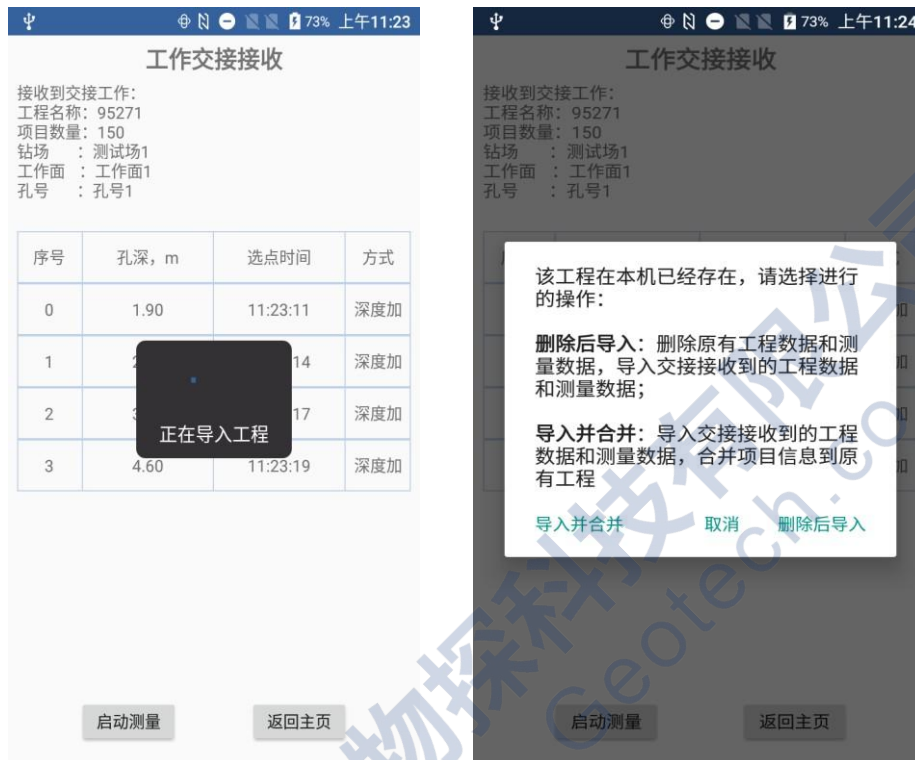 73% 上午11:23
工作交接接收
接收到交接工作：
工程名称：95271
项目数量：150
钻场 ：测试场1
工作面 ：工作面1
孔号 ：孔号1
序号 孔深，m 选点时间 方式
0 1.90 11:23:11 深度加
1 14 深度加
2 17 深度加
正在导入工程
3 4.60 11:23:19 深度加
启动测量 返回主页
73% 上午11:24
工作交接接收
接收到交接工作：
工程名称：95271
项目数量：150
钻场 ：测试场1
工作面 ：工作面1
孔号 ：孔号1
该工程在本机已经存在，请选择进行
的操作：
删除后导入：删除原有工程数据和测
量数据，导入交接接收到的工程数据
和测量数据；
导入并合并：导入交接接收到的工程
数据和测量数据，合并项目信息到原
有工程
导入并合并 取消 删除后导入
启动测量 返回主页
物探科技有限公司
Geotech.co